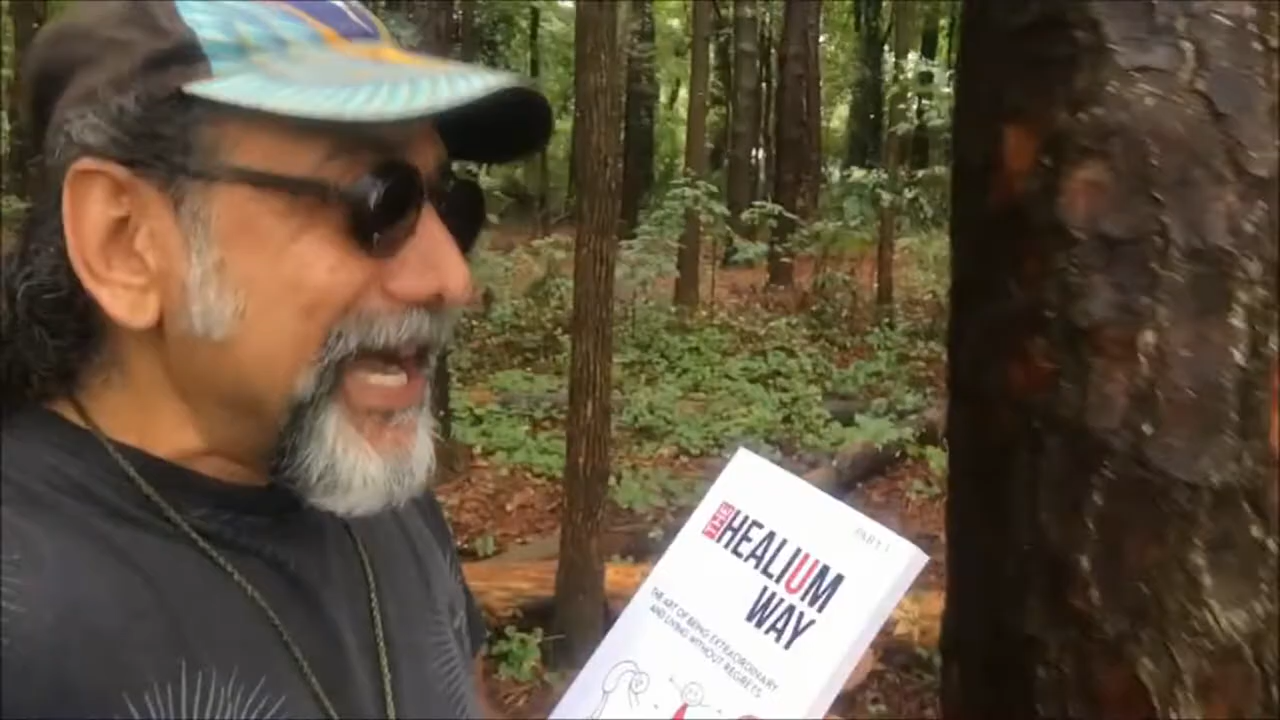 PART 1
THE HEALIUM
WAY
THE ART OF BEING EXTRAORDINARY
AND LIVING WITHOUT REGRETS